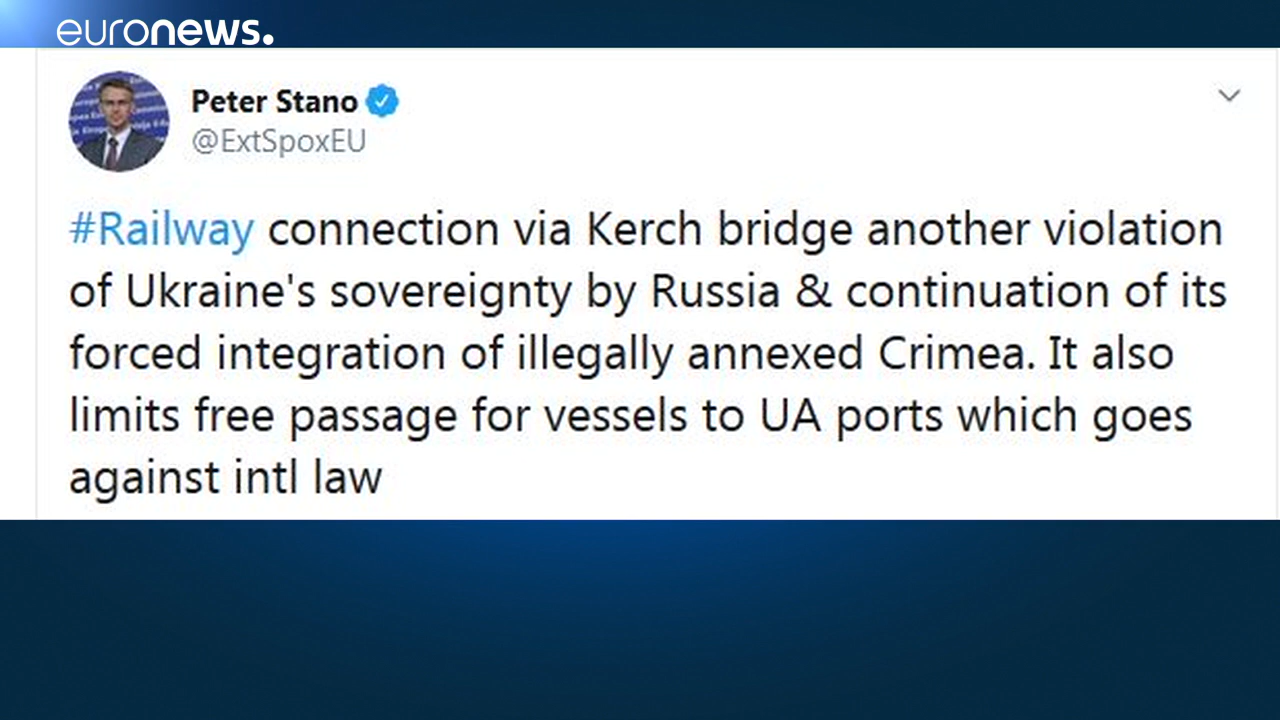 euronews.
Peter Stano
@ExtSpoxEU
#Railway connection via Kerch bridge another violation
of Ukraine's sovereignty by Russia & continuation of its
forced integration of illegally annexed Crimea. It also
limits free passage for vessels to UA ports which goes
against intl law